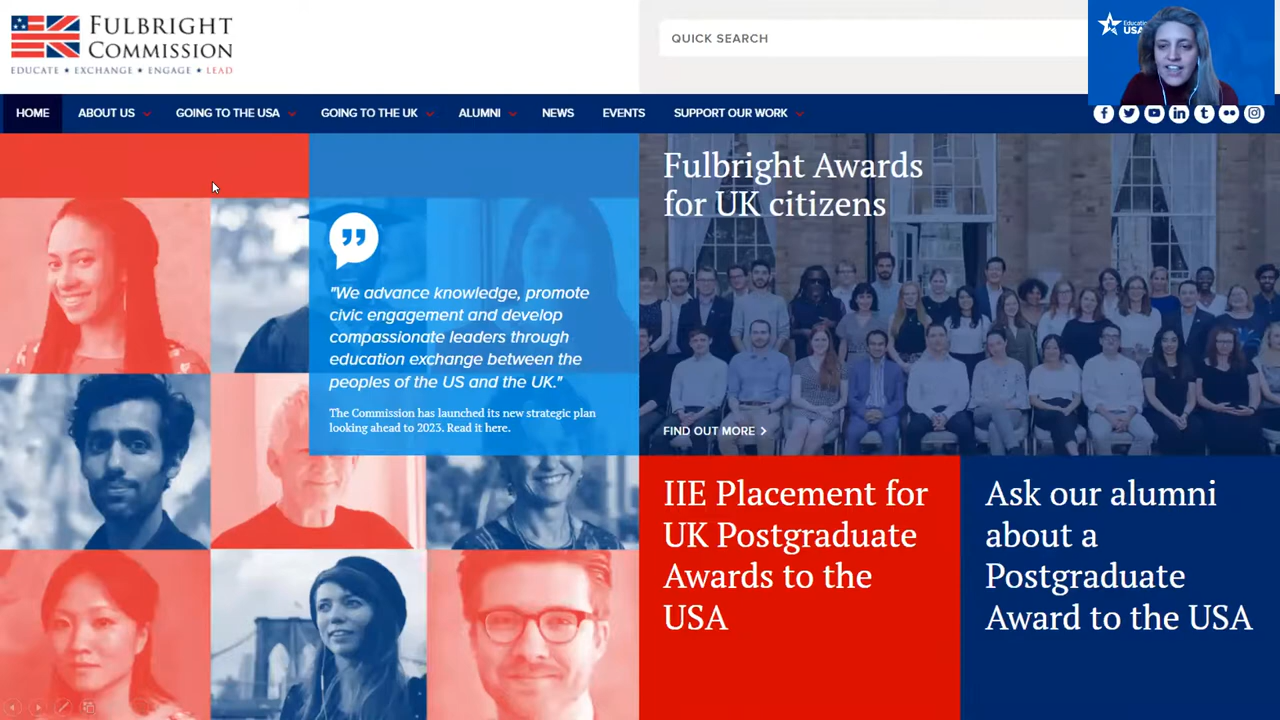 FULBRIGHT
COMMISSION
EDUCATE ★ EXCHANGE ★ ENGAGE ★ LEAD
QUICK SEARCH
USA
HOME
ABOUT US
GOING TO THE USA
GOING TO THE UK
ALUMNI
NEWS
EVENTS
SUPPORT OUR WORK
"We advance knowledge, promote
civic engagement and develop
compassionate leaders through
education exchange between the
peoples of the US and the UK."
The Commission has launched its new strategic plan
looking ahead to 2023. Read it here.
Fulbright Awards
for UK citizens
FIND OUT MORE
IIE Placement for
UK Postgraduate
Awards to the
USA
Ask our alumni
about a
Postgraduate
Award to the USA